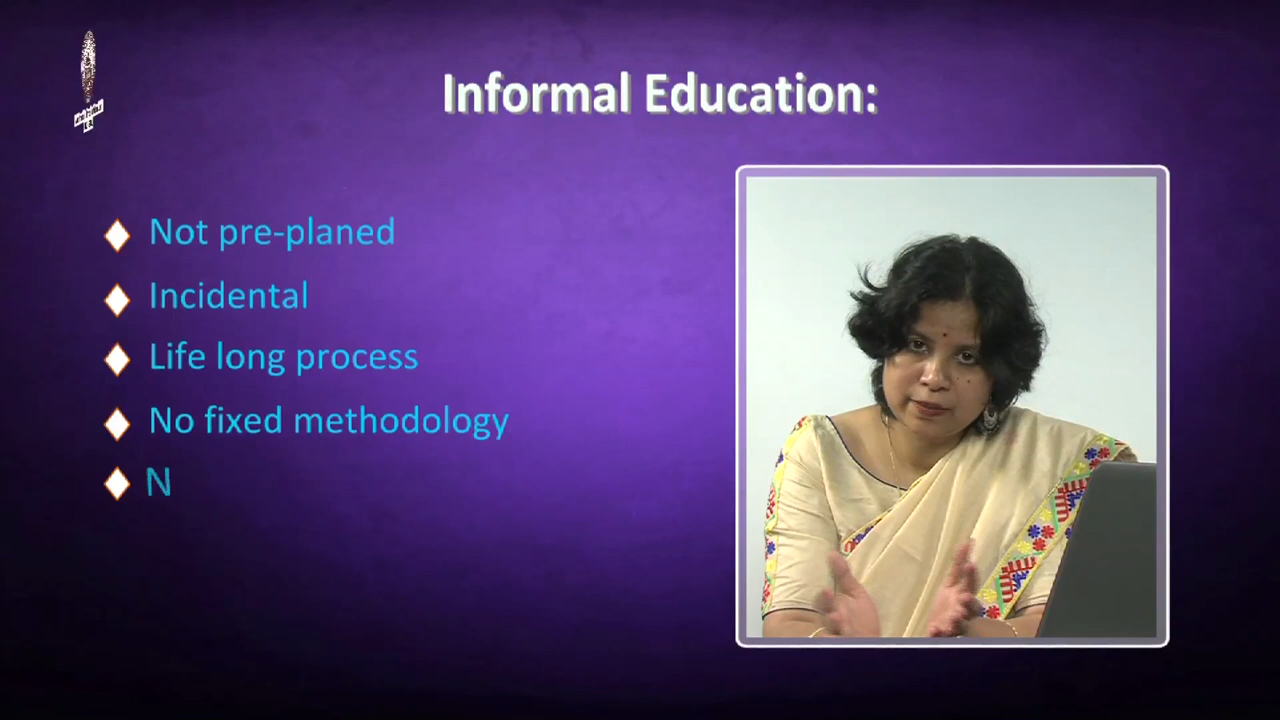 Informal Education:
Not pre-planed
Incidental
Life long process
No fixed methodology
N